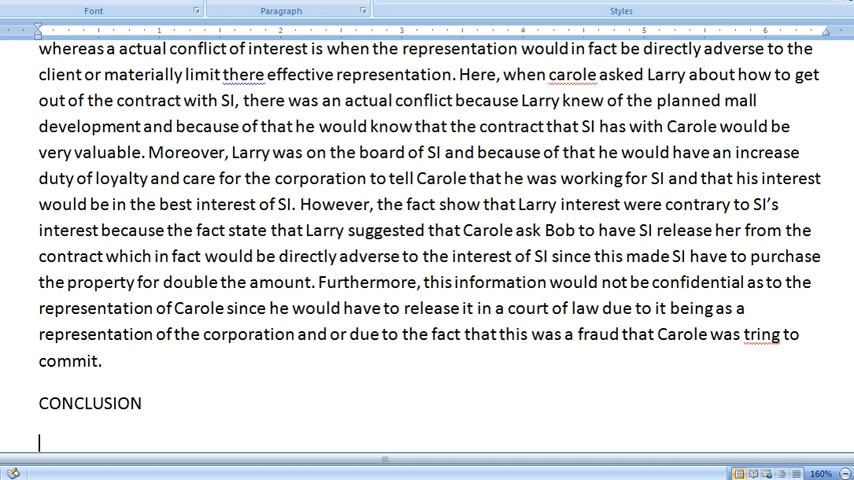 Font Paragraph Styles
1 2 3 4 5 6
whereas a actual conflict of interest is when the representation would in fact be directly adverse to the
client or materially limit there effective representation. Here, when carole asked Larry about how to get
out of the contract with SI, there was an actual conflict because Larry knew of the planned mall
development and because of that he would know that the contract that SI has with Carole would be
very valuable. Moreover, Larry was on the board of SI and because of that he would have an increase
duty of loyalty and care for the corporation to tell Carole that he was working for SI and that his interest
would be in the best interest of SI. However, the fact show that Larry interest were contrary to SI’s
interest because the fact state that Larry suggested that Carole ask Bob to have SI release her from the
contract which in fact would be directly adverse to the interest of SI since this made SI have to purchase
the property for double the amount. Furthermore, this information would not be confidential as to the
representation of Carole since he would have to release it in a court of law due to it being as a
representation of the corporation and or due to the fact that this was a fraud that Carole was tring to
commit.
CONCLUSION
160%